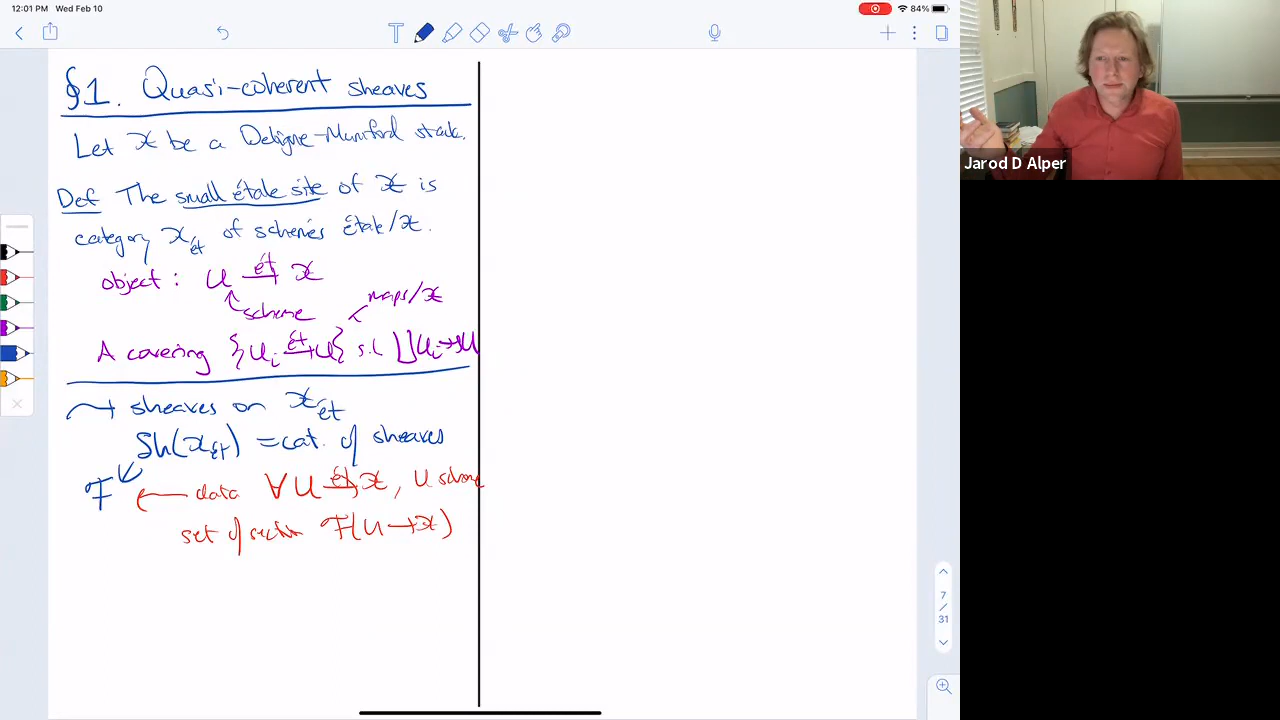 12:01 PM Wed Feb 10
84%
§1. Quasi-coherent sheaves
Let 𝒳 be a Deligne-Mumford stack.
Def The small étale site of 𝒳 is
category 𝒳ét of schemes étale/𝒳.
object: U ét→ 𝒳
scheme
maps/𝒳
A covering {Ui ét→ U} s.t. ∐Ui ↠ U
⇝ sheaves on 𝒳ét
Sh(𝒳ét) = cat. of sheaves
F ← data ∀ U ét→ 𝒳, U scheme
set of section F(U → 𝒳)
Jarod D Alper
7
/
31